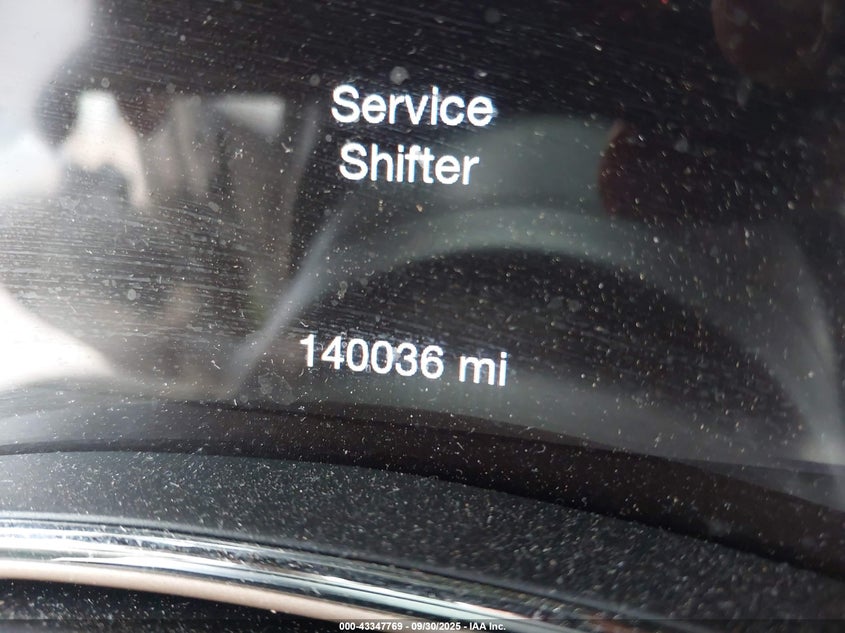 Service
Shifter
140036 mi
000-43347769 - 09/30/2025 - IAA Inc.